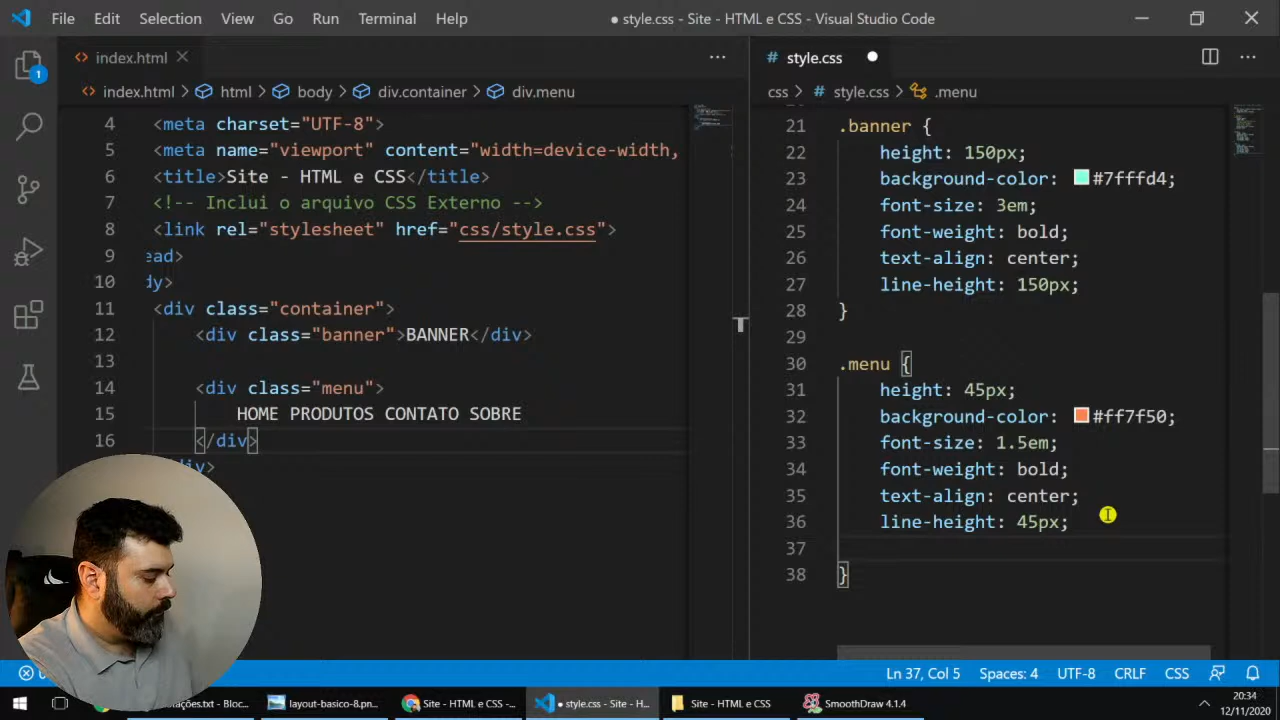 File Edit Selection View Go Run Terminal Help
● style.css - Site - HTML e CSS - Visual Studio Code
1
index.html
index.html > html > body > div.container > div.menu
4 <meta charset="UTF-8">
5 <meta name="viewport" content="width=device-width,
6 <title>Site - HTML e CSS</title>
7 <!-- Inclui o arquivo CSS Externo -->
8 <link rel="stylesheet" href="css/style.css">
9 ead>
10 dy>
11 <div class="container">
12 <div class="banner">BANNER</div>
13
14 <div class="menu">
15 HOME PRODUTOS CONTATO SOBRE
16 </div>
div>
# style.css
css > # style.css > .menu
21 .banner {
22 height: 150px;
23 background-color: #7fffd4;
24 font-size: 3em;
25 font-weight: bold;
26 text-align: center;
27 line-height: 150px;
28 }
29
30 .menu {
31 height: 45px;
32 background-color: #ff7f50;
33 font-size: 1.5em;
34 font-weight: bold;
35 text-align: center;
36 line-height: 45px;
37
38 }
Ln 37, Col 5 Spaces: 4 UTF-8 CRLF CSS
tações.txt - Bloc... layout-basico-8.pn... Site - HTML e CSS -... ● style.css - Site - H... Site - HTML e CSS SmoothDraw 4.1.4
20:34
12/11/2020